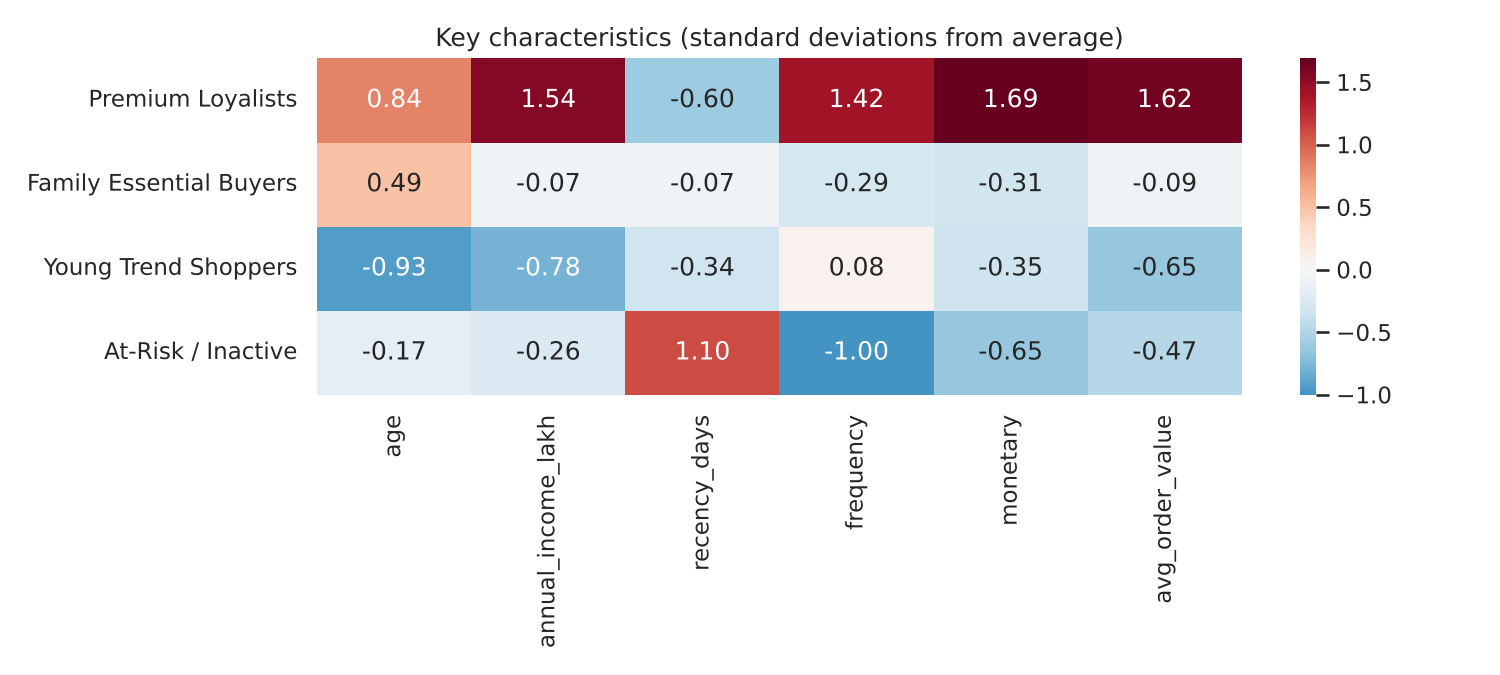 Key characteristics (standard deviations from average)
Premium Loyalists 0.84 1.54 -0.60 1.42 1.69 1.62
Family Essential Buyers 0.49 -0.07 -0.07 -0.29 -0.31 -0.09
Young Trend Shoppers -0.93 -0.78 -0.34 0.08 -0.35 -0.65
At-Risk / Inactive -0.17 -0.26 1.10 -1.00 -0.65 -0.47
age annual_income_lakh recency_days frequency monetary avg_order_value
1.5
1.0
0.5
0.0
−0.5
−1.0